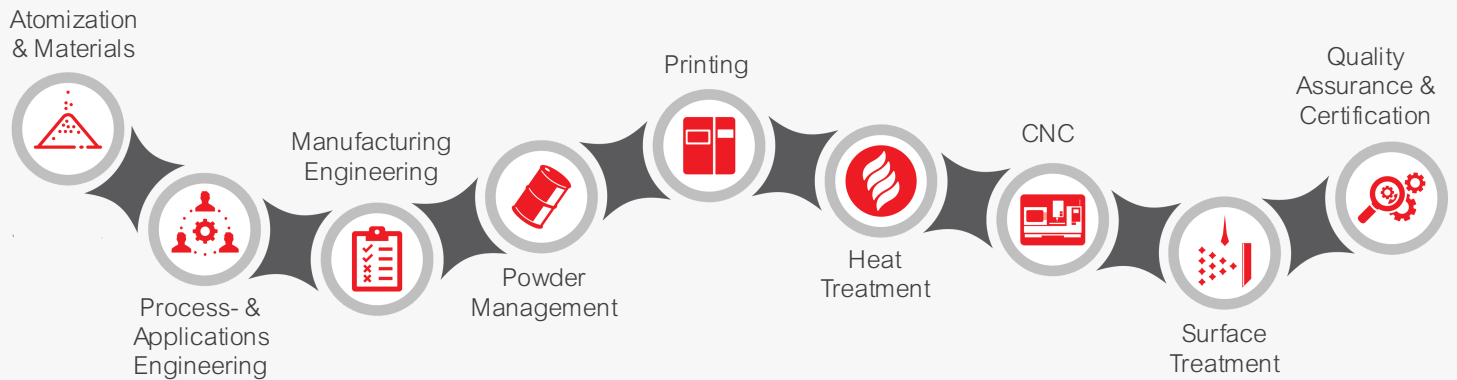 Atomization
& Materials
Process- &
Applications
Engineering
Manufacturing
Engineering
Powder
Management
Printing
Heat
Treatment
CNC
Surface
Treatment
Quality
Assurance &
Certification